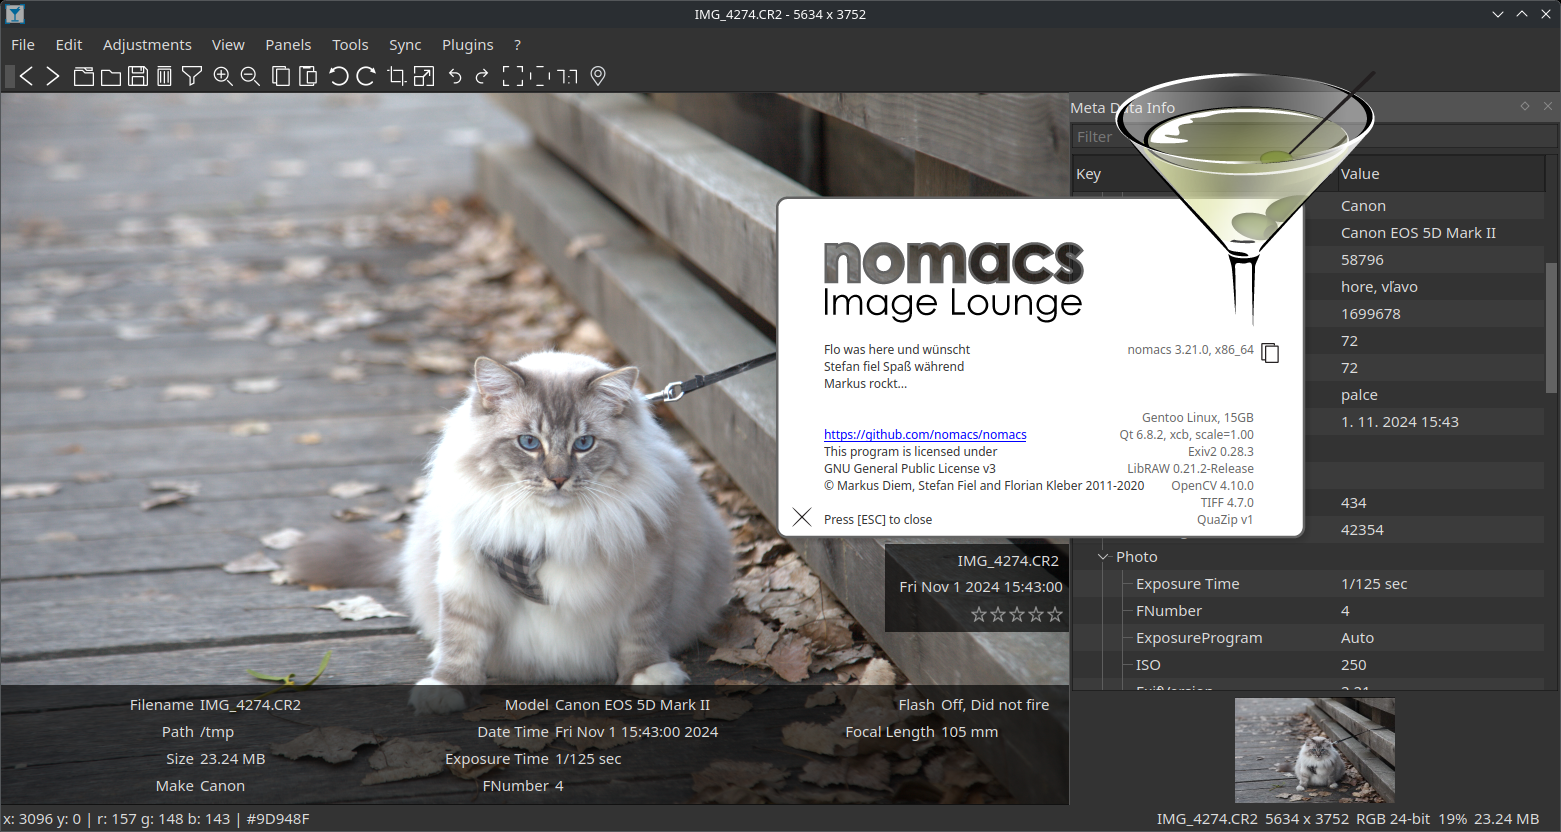 IMG_4274.CR2 - 5634 x 3752
File Edit Adjustments View Panels Tools Sync Plugins ?
1:1
Meta Data Info
Filter
Key Value
Canon
Canon EOS 5D Mark II
58796
hore, vľavo
1699678
72
72
palce
1. 11. 2024 15:43
434
42354
Photo
Exposure Time 1/125 sec
FNumber 4
ExposureProgram Auto
ISO 250
nomacs
Image Lounge
Flo was here und wünscht
Stefan fiel Spaß während
Markus rockt...
nomacs 3.21.0, x86_64
https://github.com/nomacs/nomacs
This program is licensed under
GNU General Public License v3
© Markus Diem, Stefan Fiel and Florian Kleber 2011-2020
Press [ESC] to close
Gentoo Linux, 15GB
Qt 6.8.2, xcb, scale=1.00
Exiv2 0.28.3
LibRAW 0.21.2-Release
OpenCV 4.10.0
TIFF 4.7.0
QuaZip v1
IMG_4274.CR2
Fri Nov 1 2024 15:43:00
Filename IMG_4274.CR2
Path /tmp
Size 23.24 MB
Make Canon
Model Canon EOS 5D Mark II
Date Time Fri Nov 1 15:43:00 2024
Exposure Time 1/125 sec
FNumber 4
Flash Off, Did not fire
Focal Length 105 mm
x: 3096 y: 0 | r: 157 g: 148 b: 143 | #9D948F
IMG_4274.CR2 5634 x 3752 RGB 24-bit 19% 23.24 MB